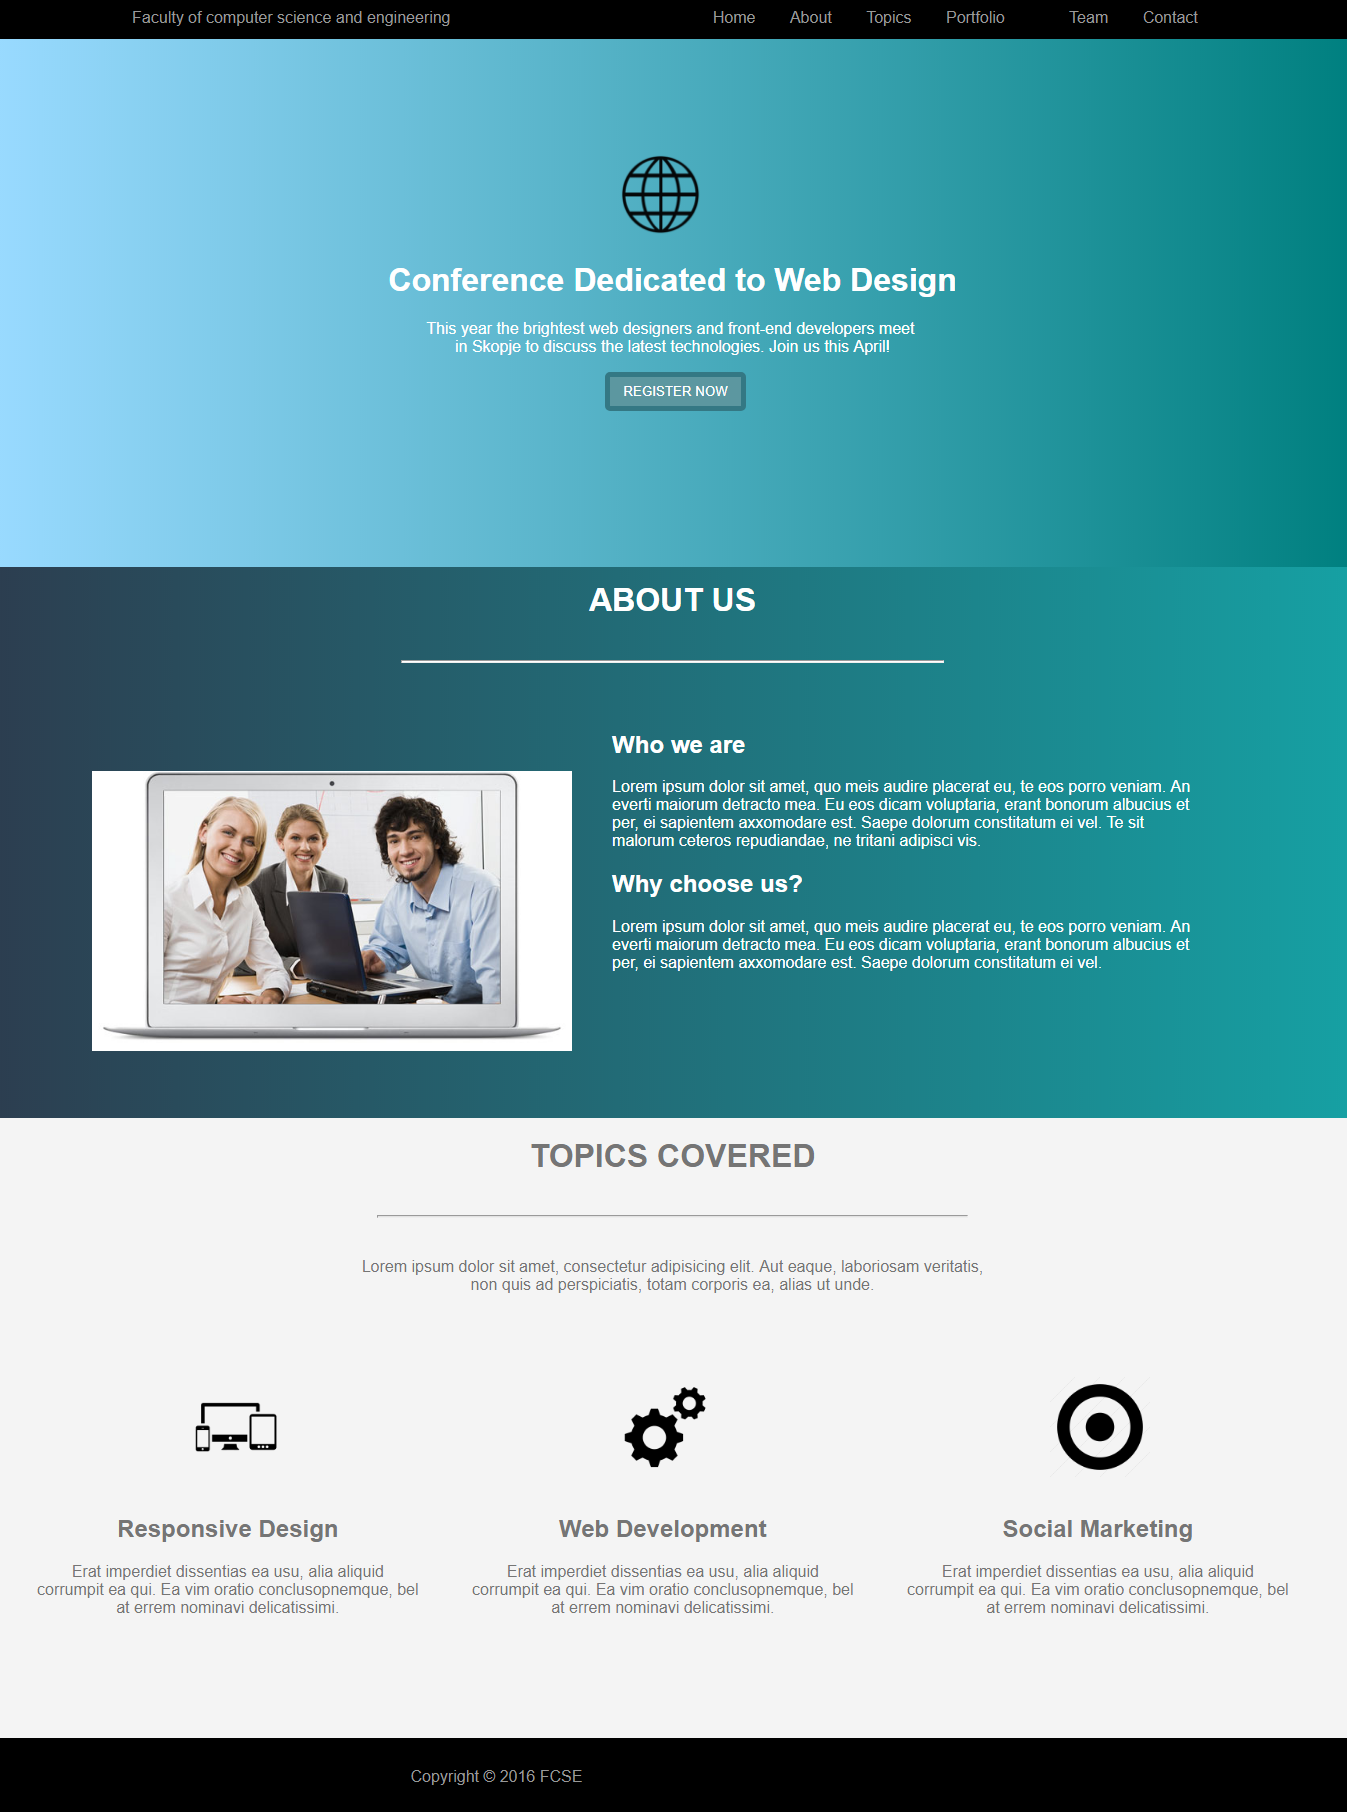 Faculty of computer science and engineering Home About Topics Portfolio Team Contact
Conference Dedicated to Web Design
This year the brightest web designers and front-end developers meet
in Skopje to discuss the latest technologies. Join us this April!
REGISTER NOW
ABOUT US
Who we are
Lorem ipsum dolor sit amet, quo meis audire placerat eu, te eos porro veniam. An
everti maiorum detracto mea. Eu eos dicam voluptaria, erant bonorum albucius et
per, ei sapientem axxomodare est. Saepe dolorum constitatum ei vel. Te sit
malorum ceteros repudiandae, ne tritani adipisci vis.
Why choose us?
Lorem ipsum dolor sit amet, quo meis audire placerat eu, te eos porro veniam. An
everti maiorum detracto mea. Eu eos dicam voluptaria, erant bonorum albucius et
per, ei sapientem axxomodare est. Saepe dolorum constitatum ei vel.
TOPICS COVERED
Lorem ipsum dolor sit amet, consectetur adipisicing elit. Aut eaque, laboriosam veritatis,
non quis ad perspiciatis, totam corporis ea, alias ut unde.
Responsive Design
Erat imperdiet dissentias ea usu, alia aliquid
corrumpit ea qui. Ea vim oratio conclusopnemque, bel
at errem nominavi delicatissimi.
Web Development
Erat imperdiet dissentias ea usu, alia aliquid
corrumpit ea qui. Ea vim oratio conclusopnemque, bel
at errem nominavi delicatissimi.
Social Marketing
Erat imperdiet dissentias ea usu, alia aliquid
corrumpit ea qui. Ea vim oratio conclusopnemque, bel
at errem nominavi delicatissimi.
Copyright © 2016 FCSE